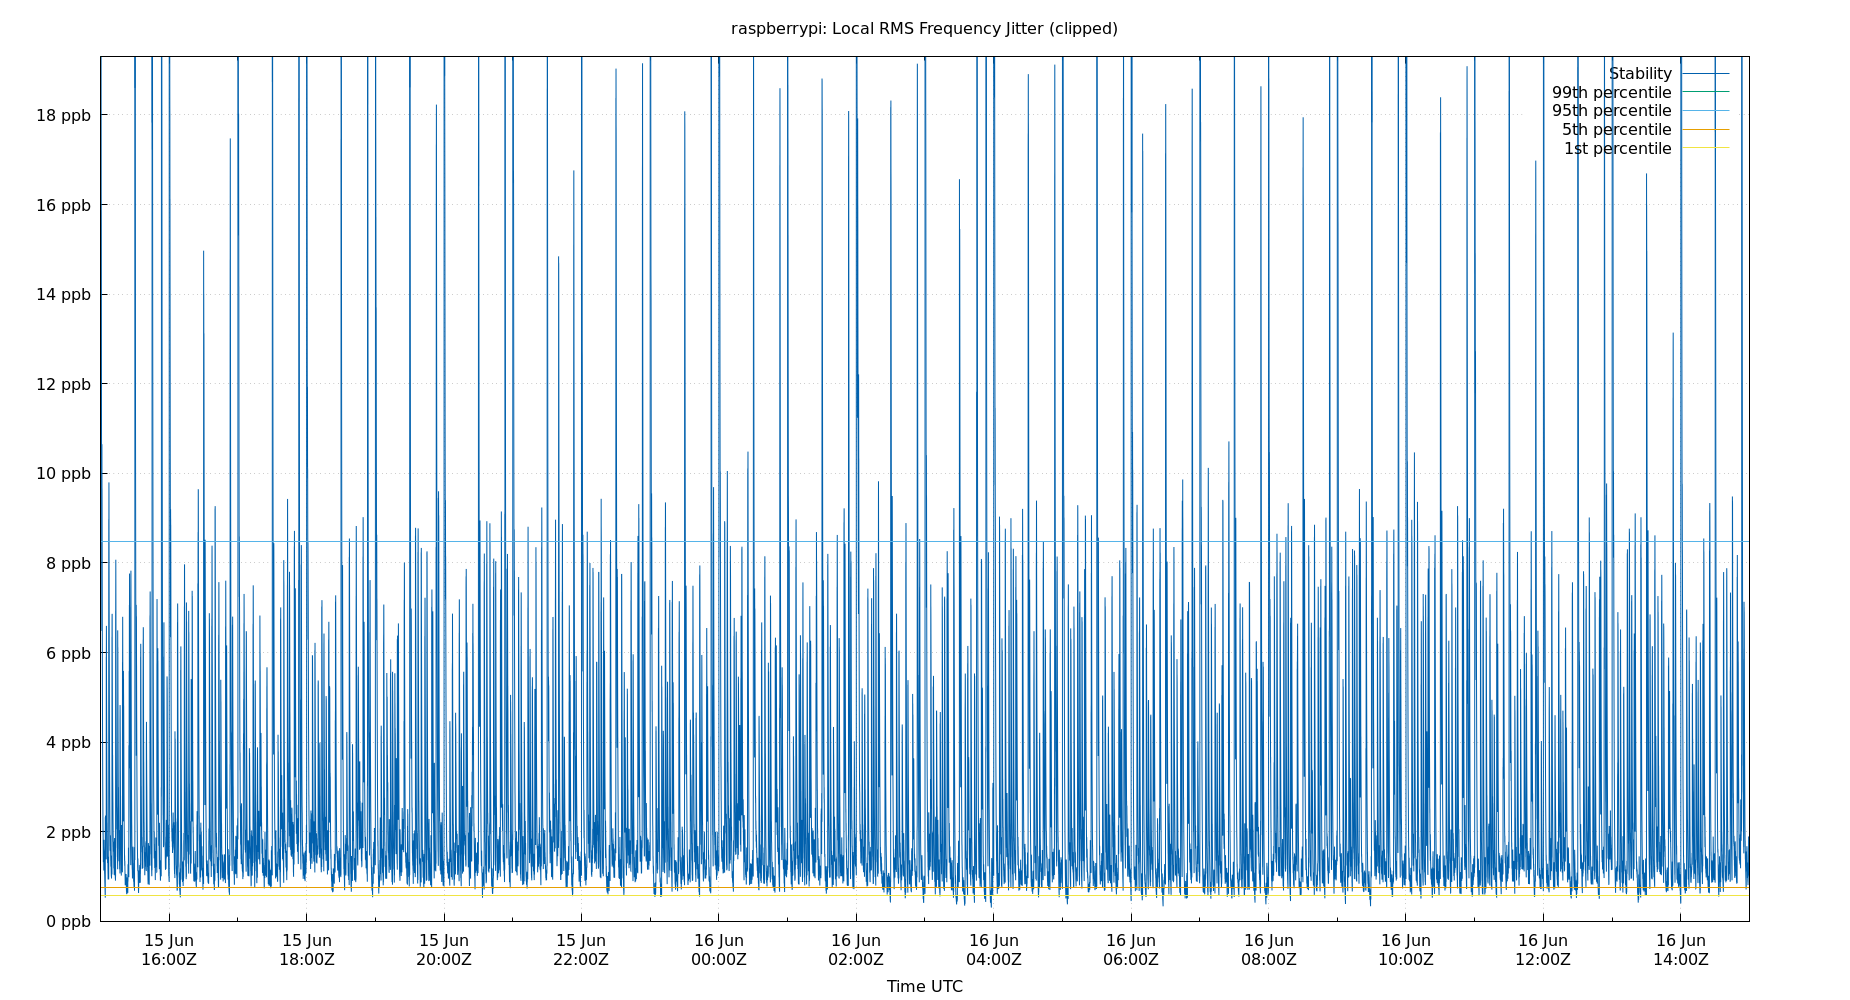 raspberrypi: Local RMS Frequency Jitter (clipped)
Stability
99th percentile
95th percentile
5th percentile
1st percentile
18 ppb
16 ppb
14 ppb
12 ppb
10 ppb
8 ppb
6 ppb
4 ppb
2 ppb
0 ppb
15 Jun 15 Jun 15 Jun 15 Jun 16 Jun 16 Jun 16 Jun 16 Jun 16 Jun 16 Jun 16 Jun 16 Jun
16:00Z 18:00Z 20:00Z 22:00Z 00:00Z 02:00Z 04:00Z 06:00Z 08:00Z 10:00Z 12:00Z 14:00Z
Time UTC